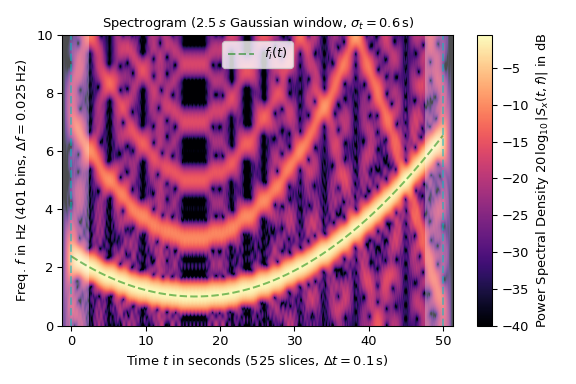 Spectrogram (2.5 s Gaussian window, σₜ = 0.6 s)
fᵢ(t)
10
8
6
4
2
0
Freq. f in Hz (401 bins, Δf = 0.025 Hz)
0 10 20 30 40 50
Time t in seconds (525 slices, Δt = 0.1 s)
−5
−10
−15
−20
−25
−30
−35
−40
Power Spectral Density 20 log₁₀|Sₓ(t, f)| in dB